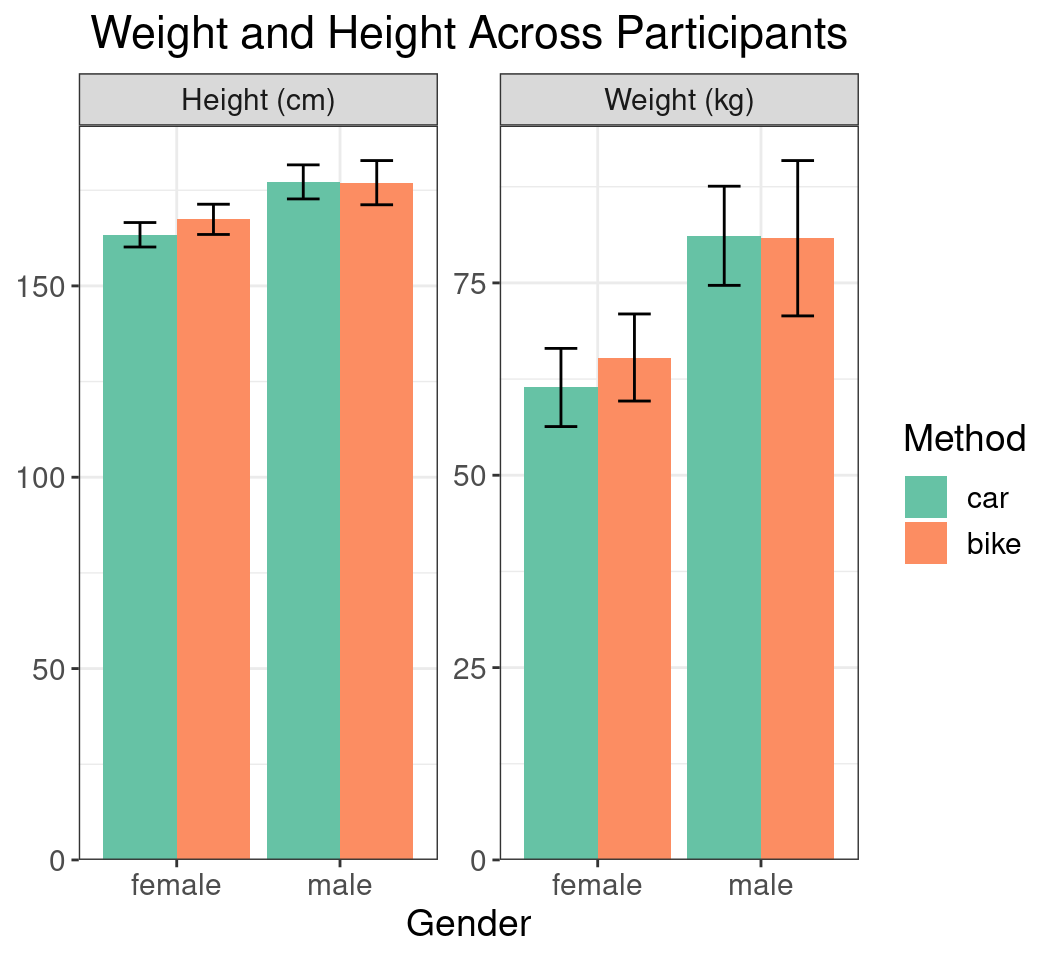 Weight and Height Across Participants
Height (cm)
Weight (kg)
150
100
50
0
75
50
25
0
female
male
female
male
Gender
Method
car
bike